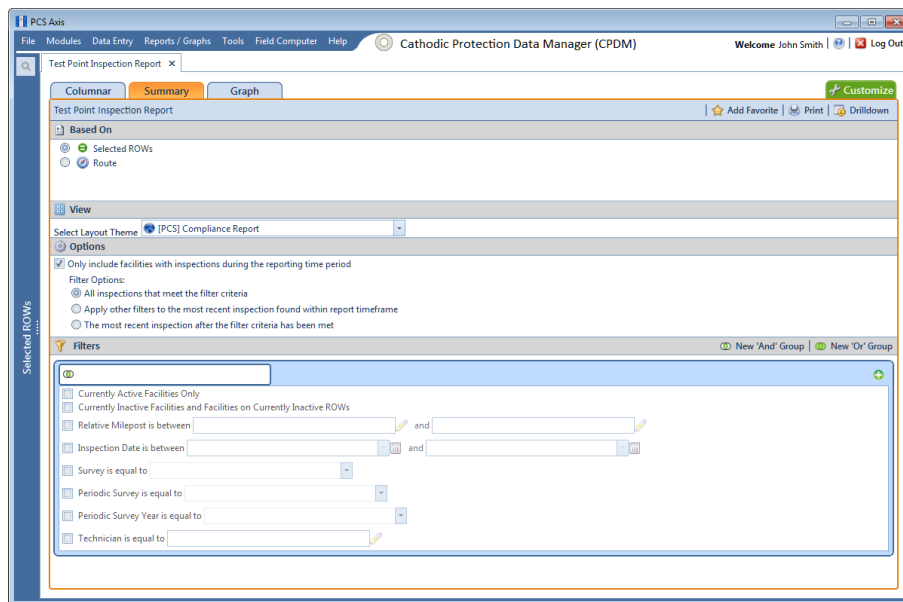 PCS Axis
File Modules Data Entry Reports / Graphs Tools Field Computer Help Cathodic Protection Data Manager (CPDM) Welcome John Smith | | Log Out
Test Point Inspection Report
Columnar Summary Graph Customize
Test Point Inspection Report | Add Favorite | Print | Drilldown
Based On
Selected ROWs
Route
View
Select Layout Theme [PCS] Compliance Report
Options
Only include facilities with inspections during the reporting time period
Filter Options:
All inspections that meet the filter criteria
Apply other filters to the most recent inspection found within report timeframe
The most recent inspection after the filter criteria has been met
Selected ROWs
Filters New 'And' Group | New 'Or' Group
Currently Active Facilities Only
Currently Inactive Facilities and Facilities on Currently Inactive ROWs
Relative Milepost is between and
Inspection Date is between and
Survey is equal to
Periodic Survey is equal to
Periodic Survey Year is equal to
Technician is equal to